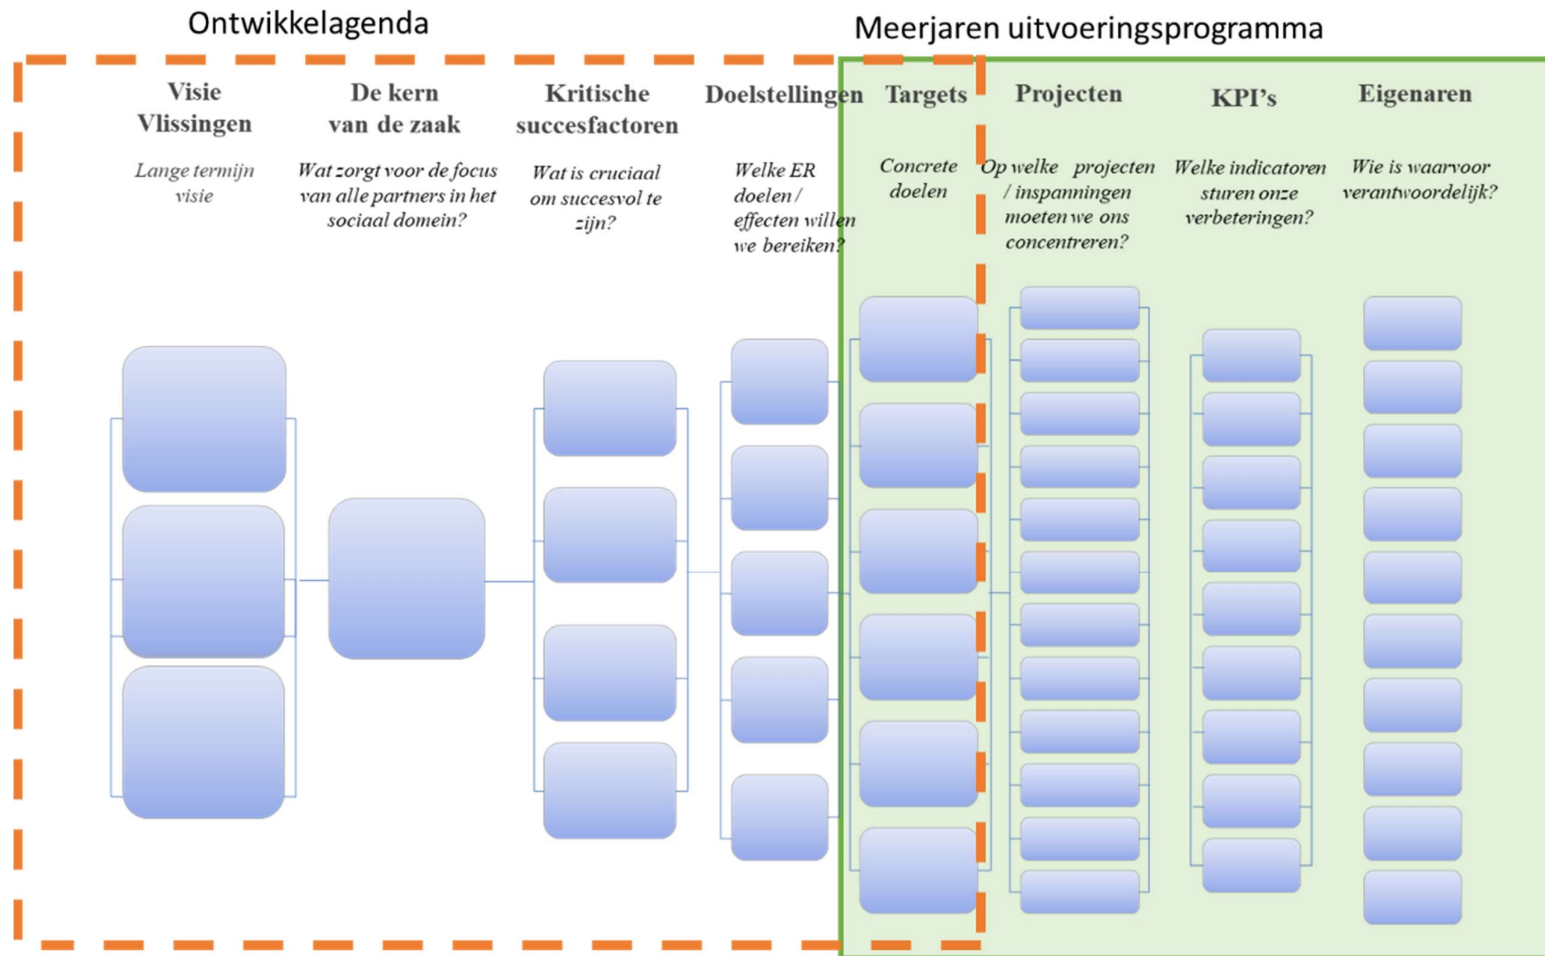 Ontwikkelagenda
Meerjaren uitvoeringsprogramma
Visie
Vlissingen
Lange termijn
visie
De kern
van de zaak
Wat zorgt voor de focus
van alle partners in het
sociaal domein?
Kritische
succesfactoren
Wat is cruciaal
om succesvol te
zijn?
Doelstellingen
Welke ER
doelen /
effecten willen
we bereiken?
Targets
Concrete
doelen
Projecten
Op welke projecten
/ inspanningen
moeten we ons
concentreren?
KPI's
Welke indicatoren
sturen onze
verbeteringen?
Eigenaren
Wie is waarvoor
verantwoordelijk?